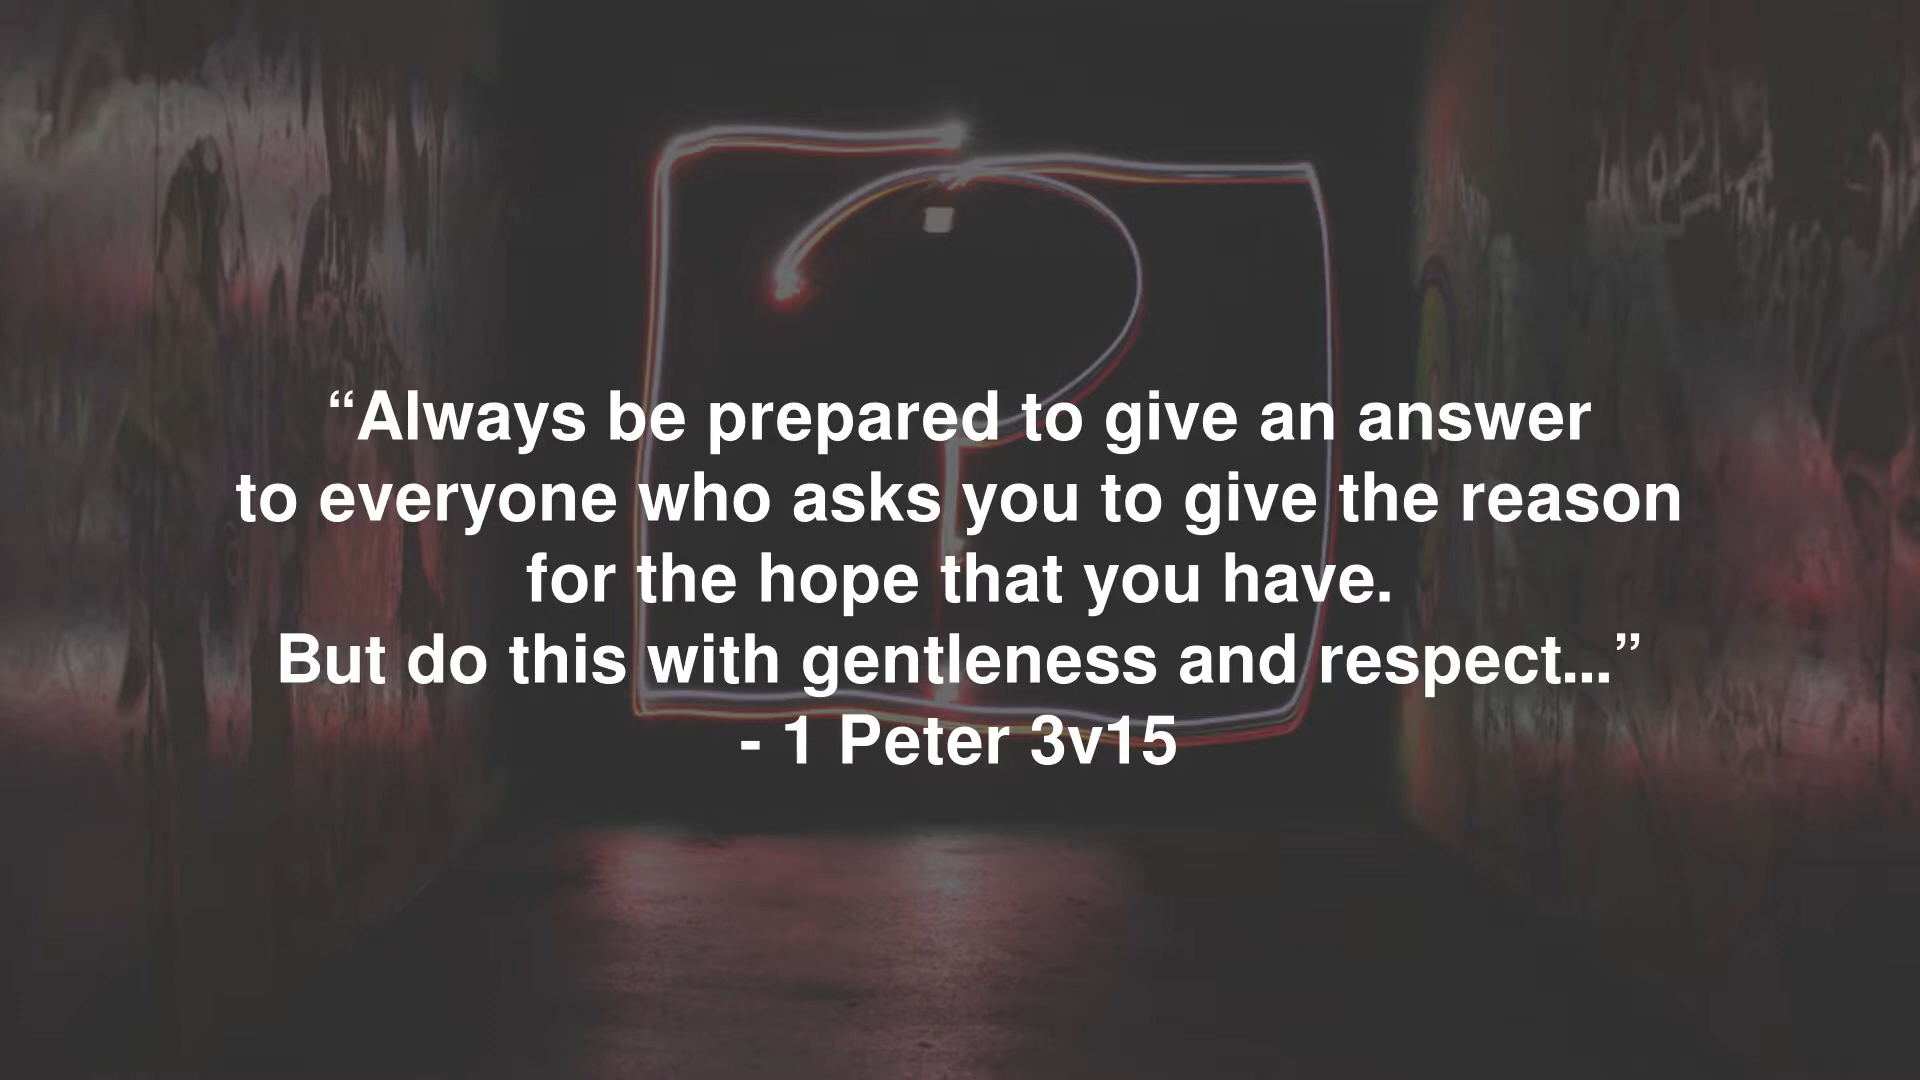 “Always be prepared to give an answer
to everyone who asks you to give the reason
for the hope that you have.
But do this with gentleness and respect...”
- 1 Peter 3v15